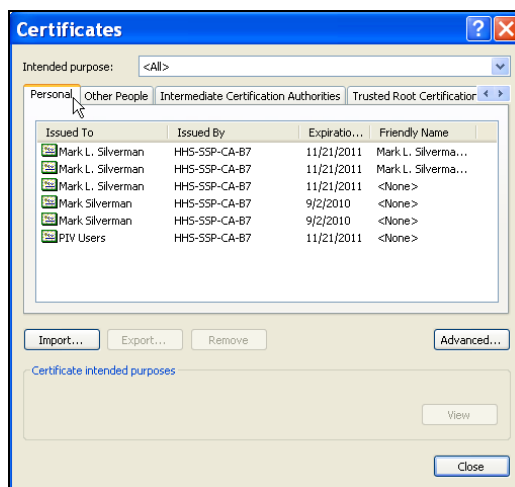 Certificates
Intended purpose: <All>
Personal Other People Intermediate Certification Authorities Trusted Root Certification
Issued To Issued By Expiratio... Friendly Name
Mark L. Silverman HHS-SSP-CA-B7 11/21/2011 Mark L. Silverma...
Mark L. Silverman HHS-SSP-CA-B7 11/21/2011 Mark L. Silverma...
Mark L. Silverman HHS-SSP-CA-B7 11/21/2011 <None>
Mark Silverman HHS-SSP-CA-B7 9/2/2010 <None>
Mark Silverman HHS-SSP-CA-B7 9/2/2010 <None>
PIV Users HHS-SSP-CA-B7 11/21/2011 <None>
Import... Export... Remove Advanced...
Certificate intended purposes
View
Close